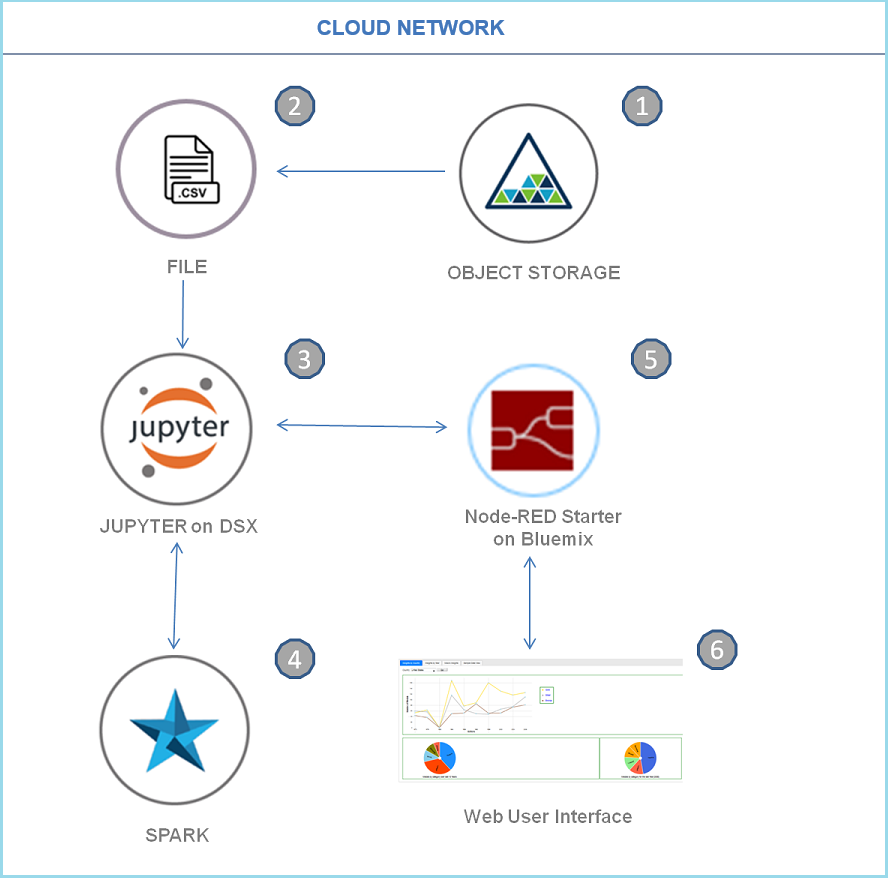 CLOUD NETWORK
2
1
.CSV
FILE
OBJECT STORAGE
3
5
jupyter
JUPYTER on DSX
Node-RED Starter
on Bluemix
4
6
SPARK
Web User Interface